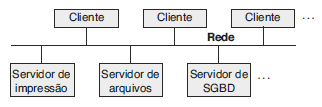 Cliente Cliente Cliente ...
Rede
Servidor de impressão Servidor de arquivos Servidor de SGBD ...